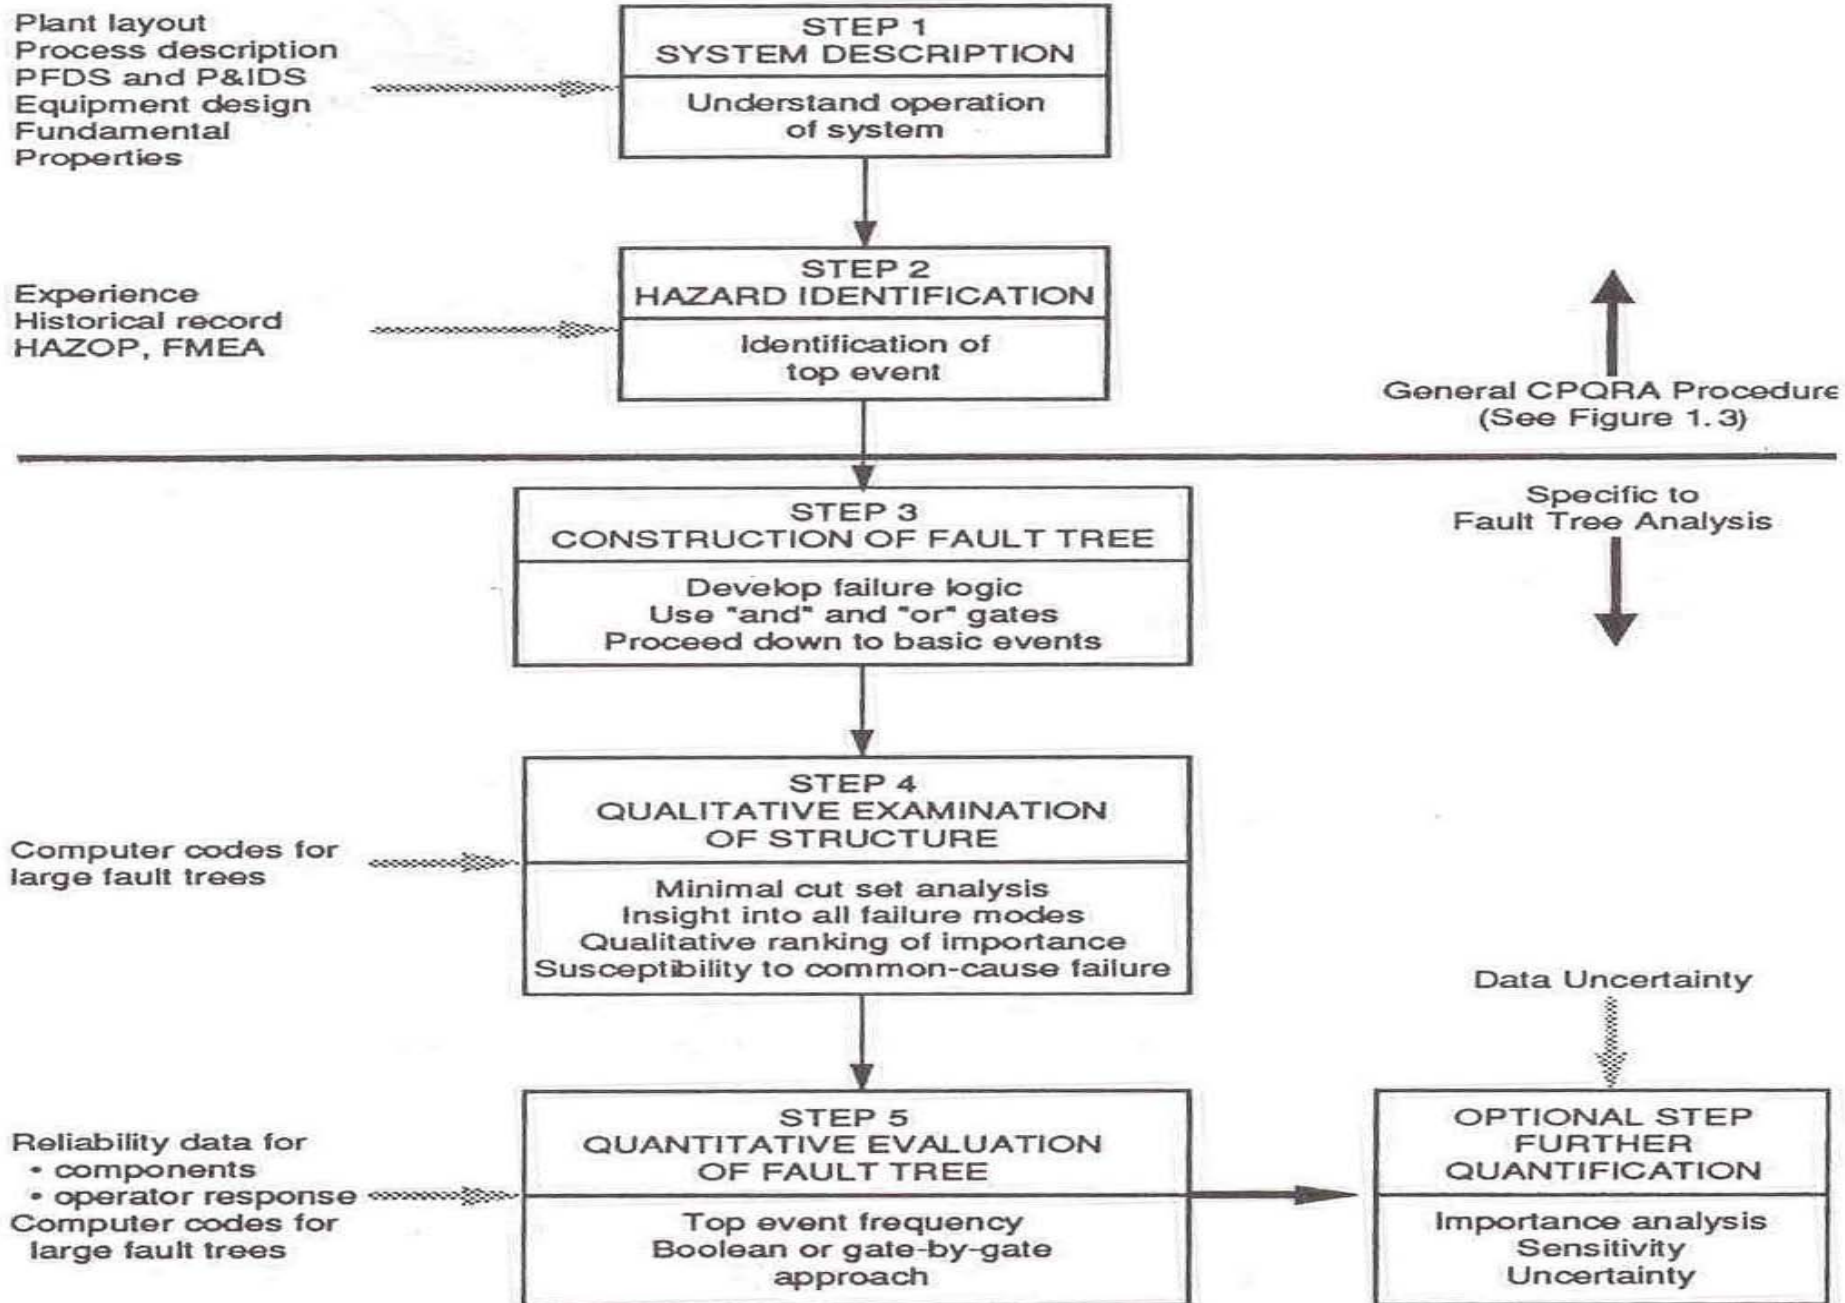 Plant layout
Process description
PFDS and P&IDS
Equipment design
Fundamental
Properties
STEP 1
SYSTEM DESCRIPTION
Understand operation
of system
Experience
Historical record
HAZOP, FMEA
STEP 2
HAZARD IDENTIFICATION
Identification of
top event
General CPQRA Procedure
(See Figure 1.3)
Specific to
Fault Tree Analysis
STEP 3
CONSTRUCTION OF FAULT TREE
Develop failure logic
Use "and" and "or" gates
Proceed down to basic events
Computer codes for
large fault trees
STEP 4
QUALITATIVE EXAMINATION
OF STRUCTURE
Minimal cut set analysis
Insight into all failure modes
Qualitative ranking of importance
Susceptibility to common-cause failure
Reliability data for
• components
• operator response
Computer codes for
large fault trees
STEP 5
QUANTITATIVE EVALUATION
OF FAULT TREE
Top event frequency
Boolean or gate-by-gate
approach
Data Uncertainty
OPTIONAL STEP
FURTHER
QUANTIFICATION
Importance analysis
Sensitivity
Uncertainty